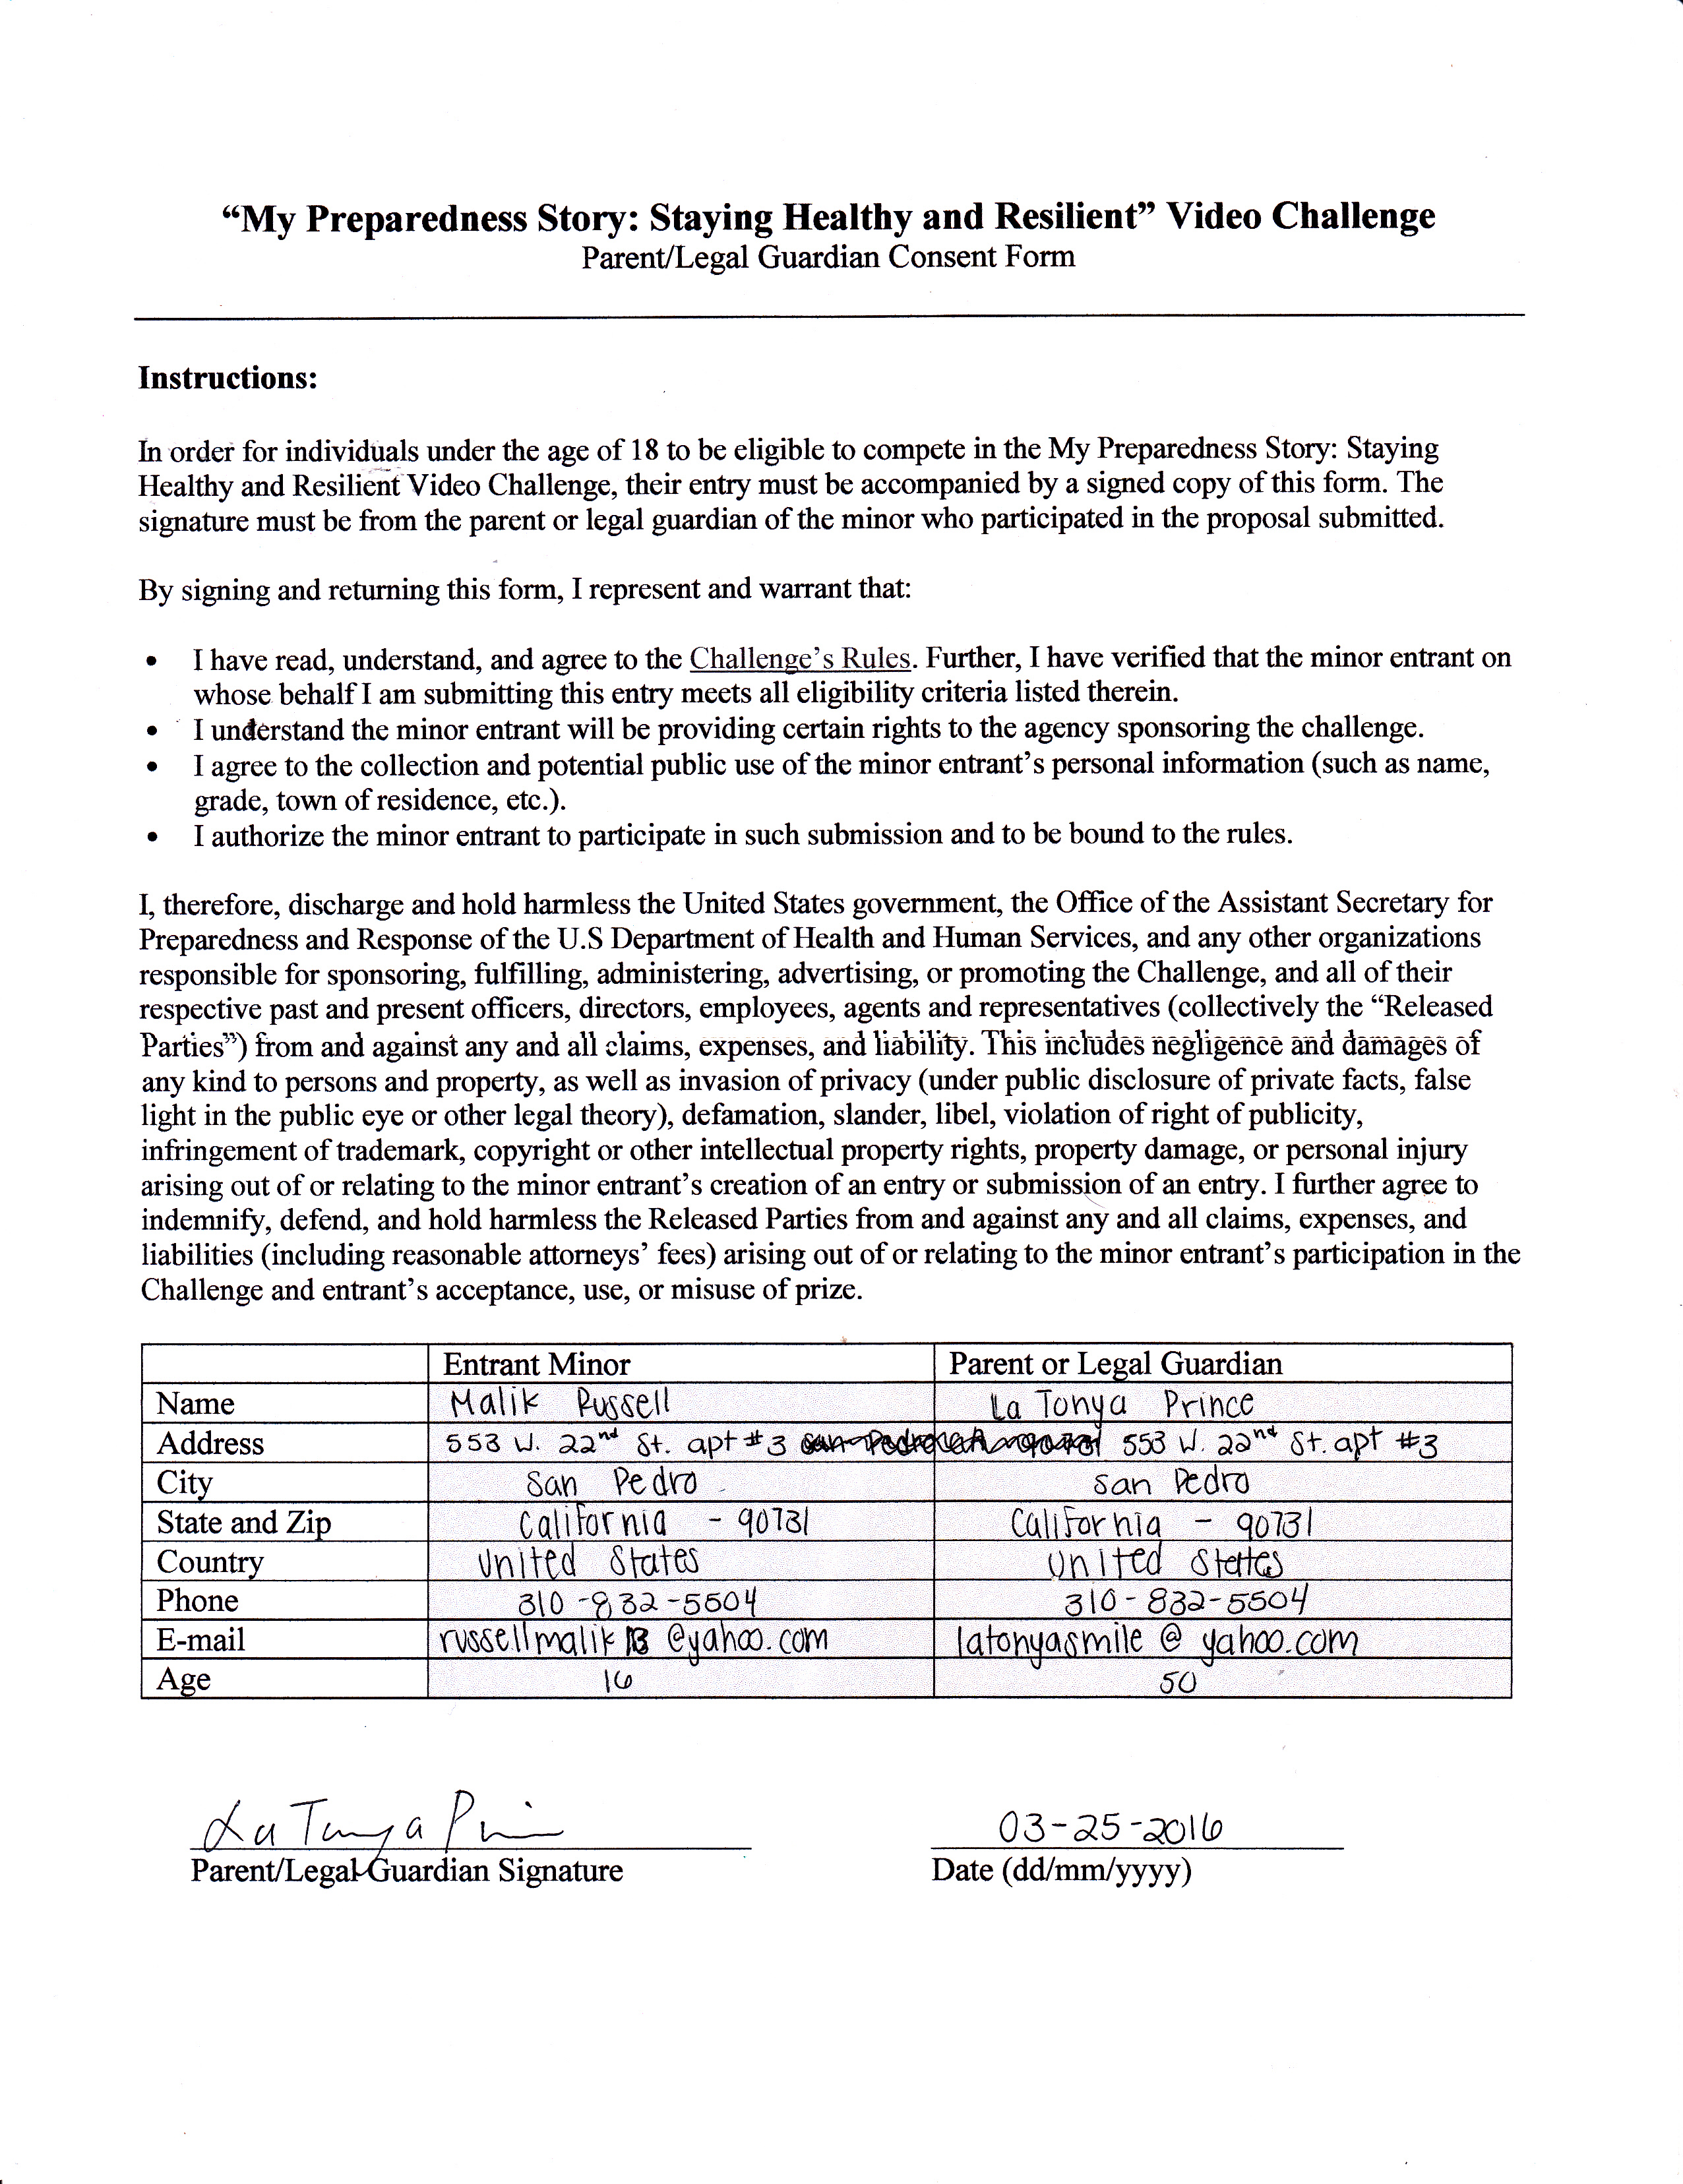 “My Preparedness Story: Staying Healthy and Resilient” Video Challenge
Parent/Legal Guardian Consent Form
Instructions:
In order for individuals under the age of 18 to be eligible to compete in the My Preparedness Story: Staying
Healthy and Resilient Video Challenge, their entry must be accompanied by a signed copy of this form. The
signature must be from the parent or legal guardian of the minor who participated in the proposal submitted.
By signing and returning this form, I represent and warrant that:
• I have read, understand, and agree to the Challenge’s Rules. Further, I have verified that the minor entrant on
whose behalf I am submitting this entry meets all eligibility criteria listed therein.
• I understand the minor entrant will be providing certain rights to the agency sponsoring the challenge.
• I agree to the collection and potential public use of the minor entrant’s personal information (such as name,
grade, town of residence, etc.).
• I authorize the minor entrant to participate in such submission and to be bound to the rules.
I, therefore, discharge and hold harmless the United States government, the Office of the Assistant Secretary for
Preparedness and Response of the U.S Department of Health and Human Services, and any other organizations
responsible for sponsoring, fulfilling, administering, advertising, or promoting the Challenge, and all of their
respective past and present officers, directors, employees, agents and representatives (collectively the “Released
Parties”) from and against any and all claims, expenses, and liability. This includes negligence and damages of
any kind to persons and property, as well as invasion of privacy (under public disclosure of private facts, false
light in the public eye or other legal theory), defamation, slander, libel, violation of right of publicity,
infringement of trademark, copyright or other intellectual property rights, property damage, or personal injury
arising out of or relating to the minor entrant’s creation of an entry or submission of an entry. I further agree to
indemnify, defend, and hold harmless the Released Parties from and against any and all claims, expenses, and
liabilities (including reasonable attorneys’ fees) arising out of or relating to the minor entrant’s participation in the
Challenge and entrant’s acceptance, use, or misuse of prize.
Entrant Minor Parent or Legal Guardian
Name Malik Russell La Tonya Prince
Address 553 W. 22nd St. apt #3 553 W. 22nd St. apt #3
City San Pedro San Pedro
State and Zip California - 90731 California - 90731
Country United States United States
Phone 310-832-5504 310-832-5504
E-mail russellmalik13@yahoo.com latonyasmile@yahoo.com
Age 16 50
La Tonya Pri 03-25-2016
Parent/Legal Guardian Signature Date (dd/mm/yyyy)